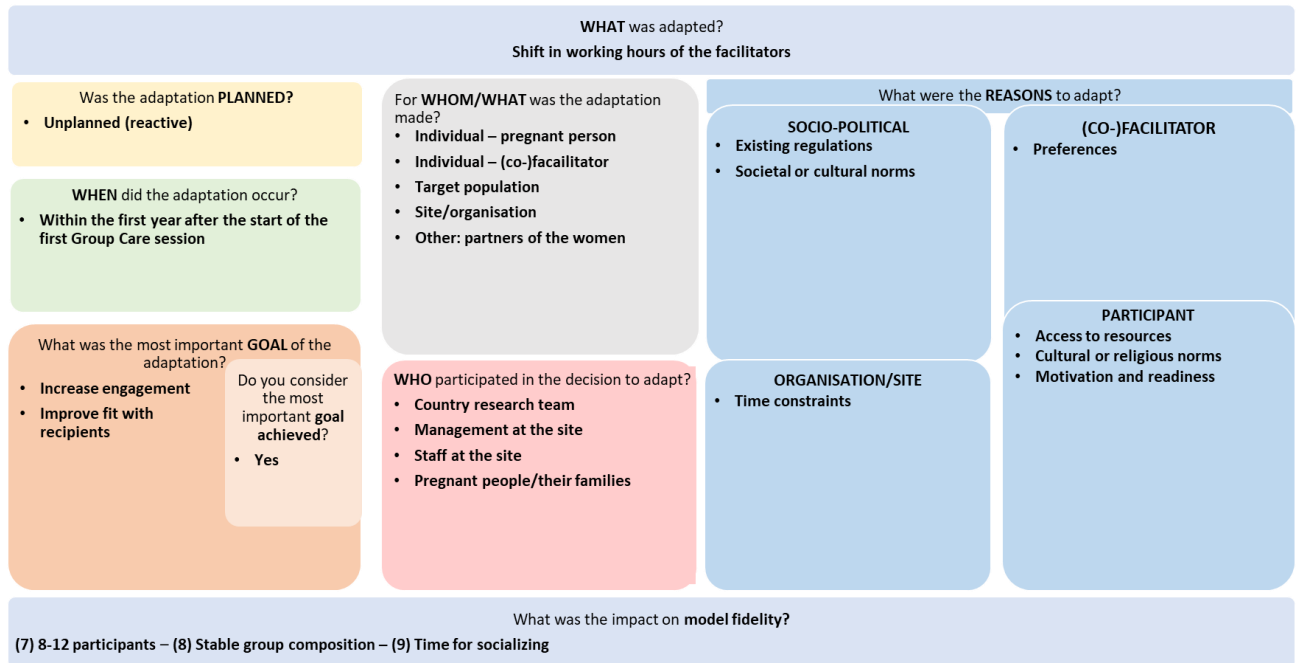 WHAT was adapted?
Shift in working hours of the facilitators
Was the adaptation PLANNED?
• Unplanned (reactive)
WHEN did the adaptation occur?
• Within the first year after the start of the
first Group Care session
What was the most important GOAL of the
adaptation?
• Increase engagement
• Improve fit with
recipients
Do you consider
the most
important goal
achieved?
• Yes
For WHOM/WHAT was the adaptation
made?
• Individual – pregnant person
• Individual – (co-)facailitator
• Target population
• Site/organisation
• Other: partners of the women
WHO participated in the decision to adapt?
• Country research team
• Management at the site
• Staff at the site
• Pregnant people/their families
What were the REASONS to adapt?
SOCIO-POLITICAL
• Existing regulations
• Societal or cultural norms
(CO-)FACILITATOR
• Preferences
ORGANISATION/SITE
• Time constraints
PARTICIPANT
• Access to resources
• Cultural or religious norms
• Motivation and readiness
What was the impact on model fidelity?
(7) 8-12 participants – (8) Stable group composition – (9) Time for socializing